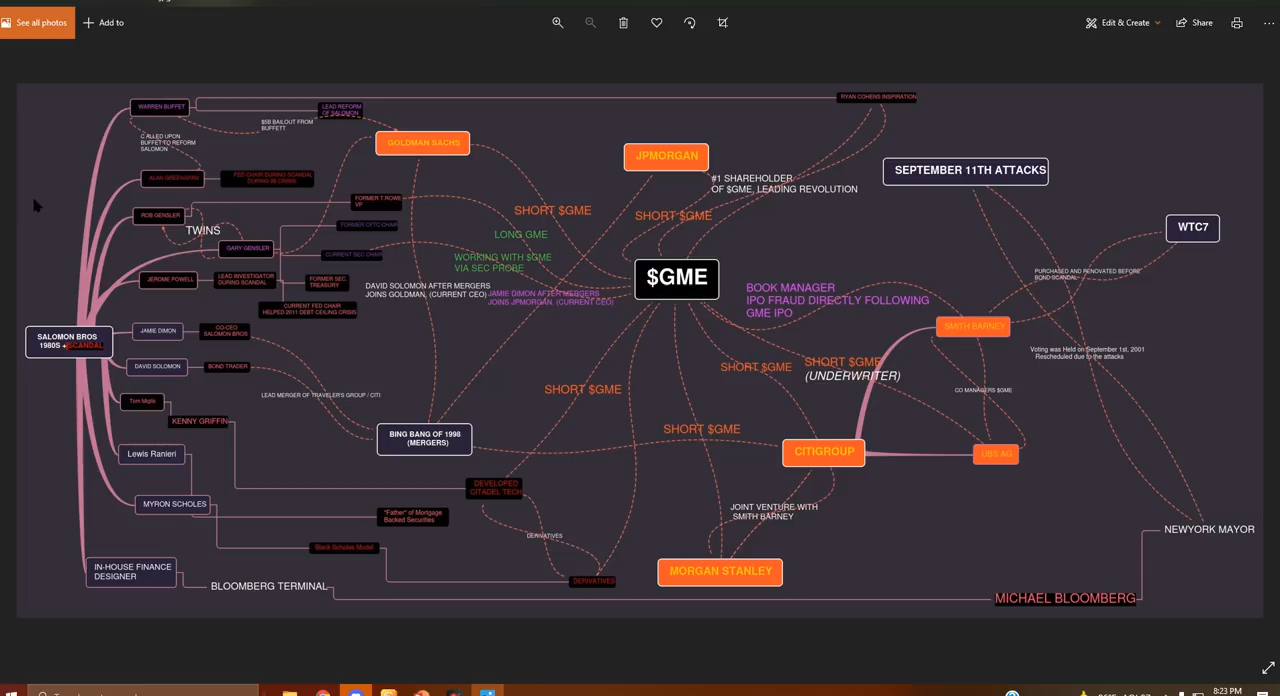 See all photos
Add to
Edit & Create
Share
WARREN BUFFET
LEAD REFORM
OF SALOMON
RYAN COHENS INSPIRATION
$5B BAILOUT FROM
BUFFETT
C ALLED UPON
BUFFET TO REFORM
SALOMON
GOLDMAN SACHS
JPMORGAN
#1 SHAREHOLDER
OF $GME, LEADING REVOLUTION
SEPTEMBER 11TH ATTACKS
ALAN GREENSPAN
FED CHAIR DURING SCANDAL
ROB GENSLER
FORMER T.ROWE
VP
SHORT $GME
SHORT $GME
WTC7
TWINS
FORMER CFTC CHAIR
LONG GME
GARY GENSLER
CURRENT SEC CHAIR
WORKING WITH $GME
VIA SEC PROBE
$GME
PURCHASED AND RENOVATED BEFORE
BOND SCANDAL
JEROME POWELL
LEAD INVESTIGATOR
DURING SCANDAL
FORMER SEC.
TREASURY
DAVID SOLOMON AFTER MERGERS
JOINS GOLDMAN, (CURRENT CEO)
JAMIE DIMON AFTER MERGERS
JOINS JPMORGAN, (CURRENT CEO)
BOOK MANAGER
IPO FRAUD DIRECTLY FOLLOWING
GME IPO
CURRENT FED CHAIR
HELPED 2011 DEBT CEILING CRISIS
SALOMON BROS
1980S + SCANDAL
JAMIE DIMON
CO-CEO
SALOMON BROS
SMITH BARNEY
Voting was Held on September 1st, 2001
Rescheduled due to the attacks
DAVID SOLOMON
BOND TRADER
SHORT $GME
SHORT $GME
(UNDERWRITER)
SHORT $GME
CO MANAGERS $GME
LEAD MERGER OF TRAVELER'S GROUP / CITI
KENNY GRIFFIN
SHORT $GME
BING BANG OF 1998
(MERGERS)
CITIGROUP
UBS AG
Lewis Ranieri
DEVELOPED
CITADEL TECH
MYRON SCHOLES
"Father" of Mortgage
Backed Securities
JOINT VENTURE WITH
SMITH BARNEY
DERIVATIVES
NEWYORK MAYOR
Black Scholes Model
IN-HOUSE FINANCE
DESIGNER
BLOOMBERG TERMINAL
DERIVATIVES
MORGAN STANLEY
MICHAEL BLOOMBERG
8:23 PM